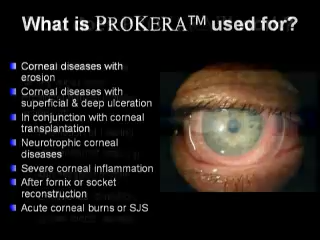 What is PROKERA™ used for?
Corneal diseases with
erosion
Corneal diseases with
superficial & deep ulceration
In conjunction with corneal
transplantation
Neurotrophic corneal
diseases
Severe corneal inflammation
After fornix or socket
reconstruction
Acute corneal burns or SJS